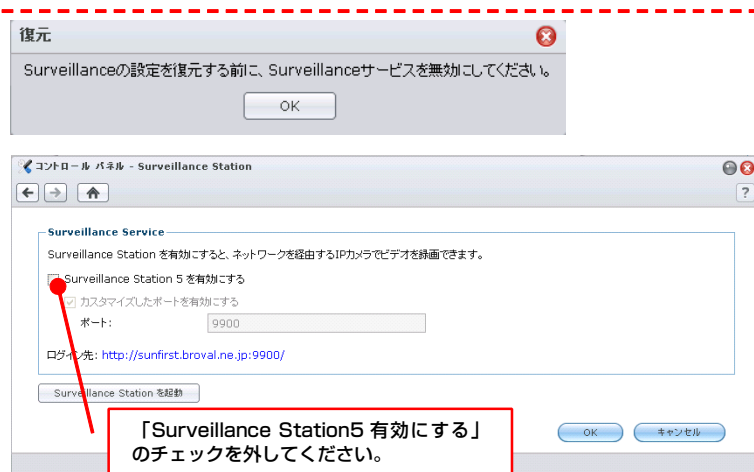 復元
Surveillanceの設定を復元する前に、Surveillanceサービスを無効にしてください。
OK
コントロール パネル - Surveillance Station
?
Surveillance Service
Surveillance Station を有効にすると、ネットワークを経由するIPカメラでビデオを録画できます。
Surveillance Station 5 を有効にする
カスタマイズしたポートを有効にする
ポート: 9900
ログイン先: http://sunfirst.broval.ne.jp:9900/
Surveillance Station を起動
「Surveillance Station5 有効にする」
のチェックを外してください。
OK キャンセル